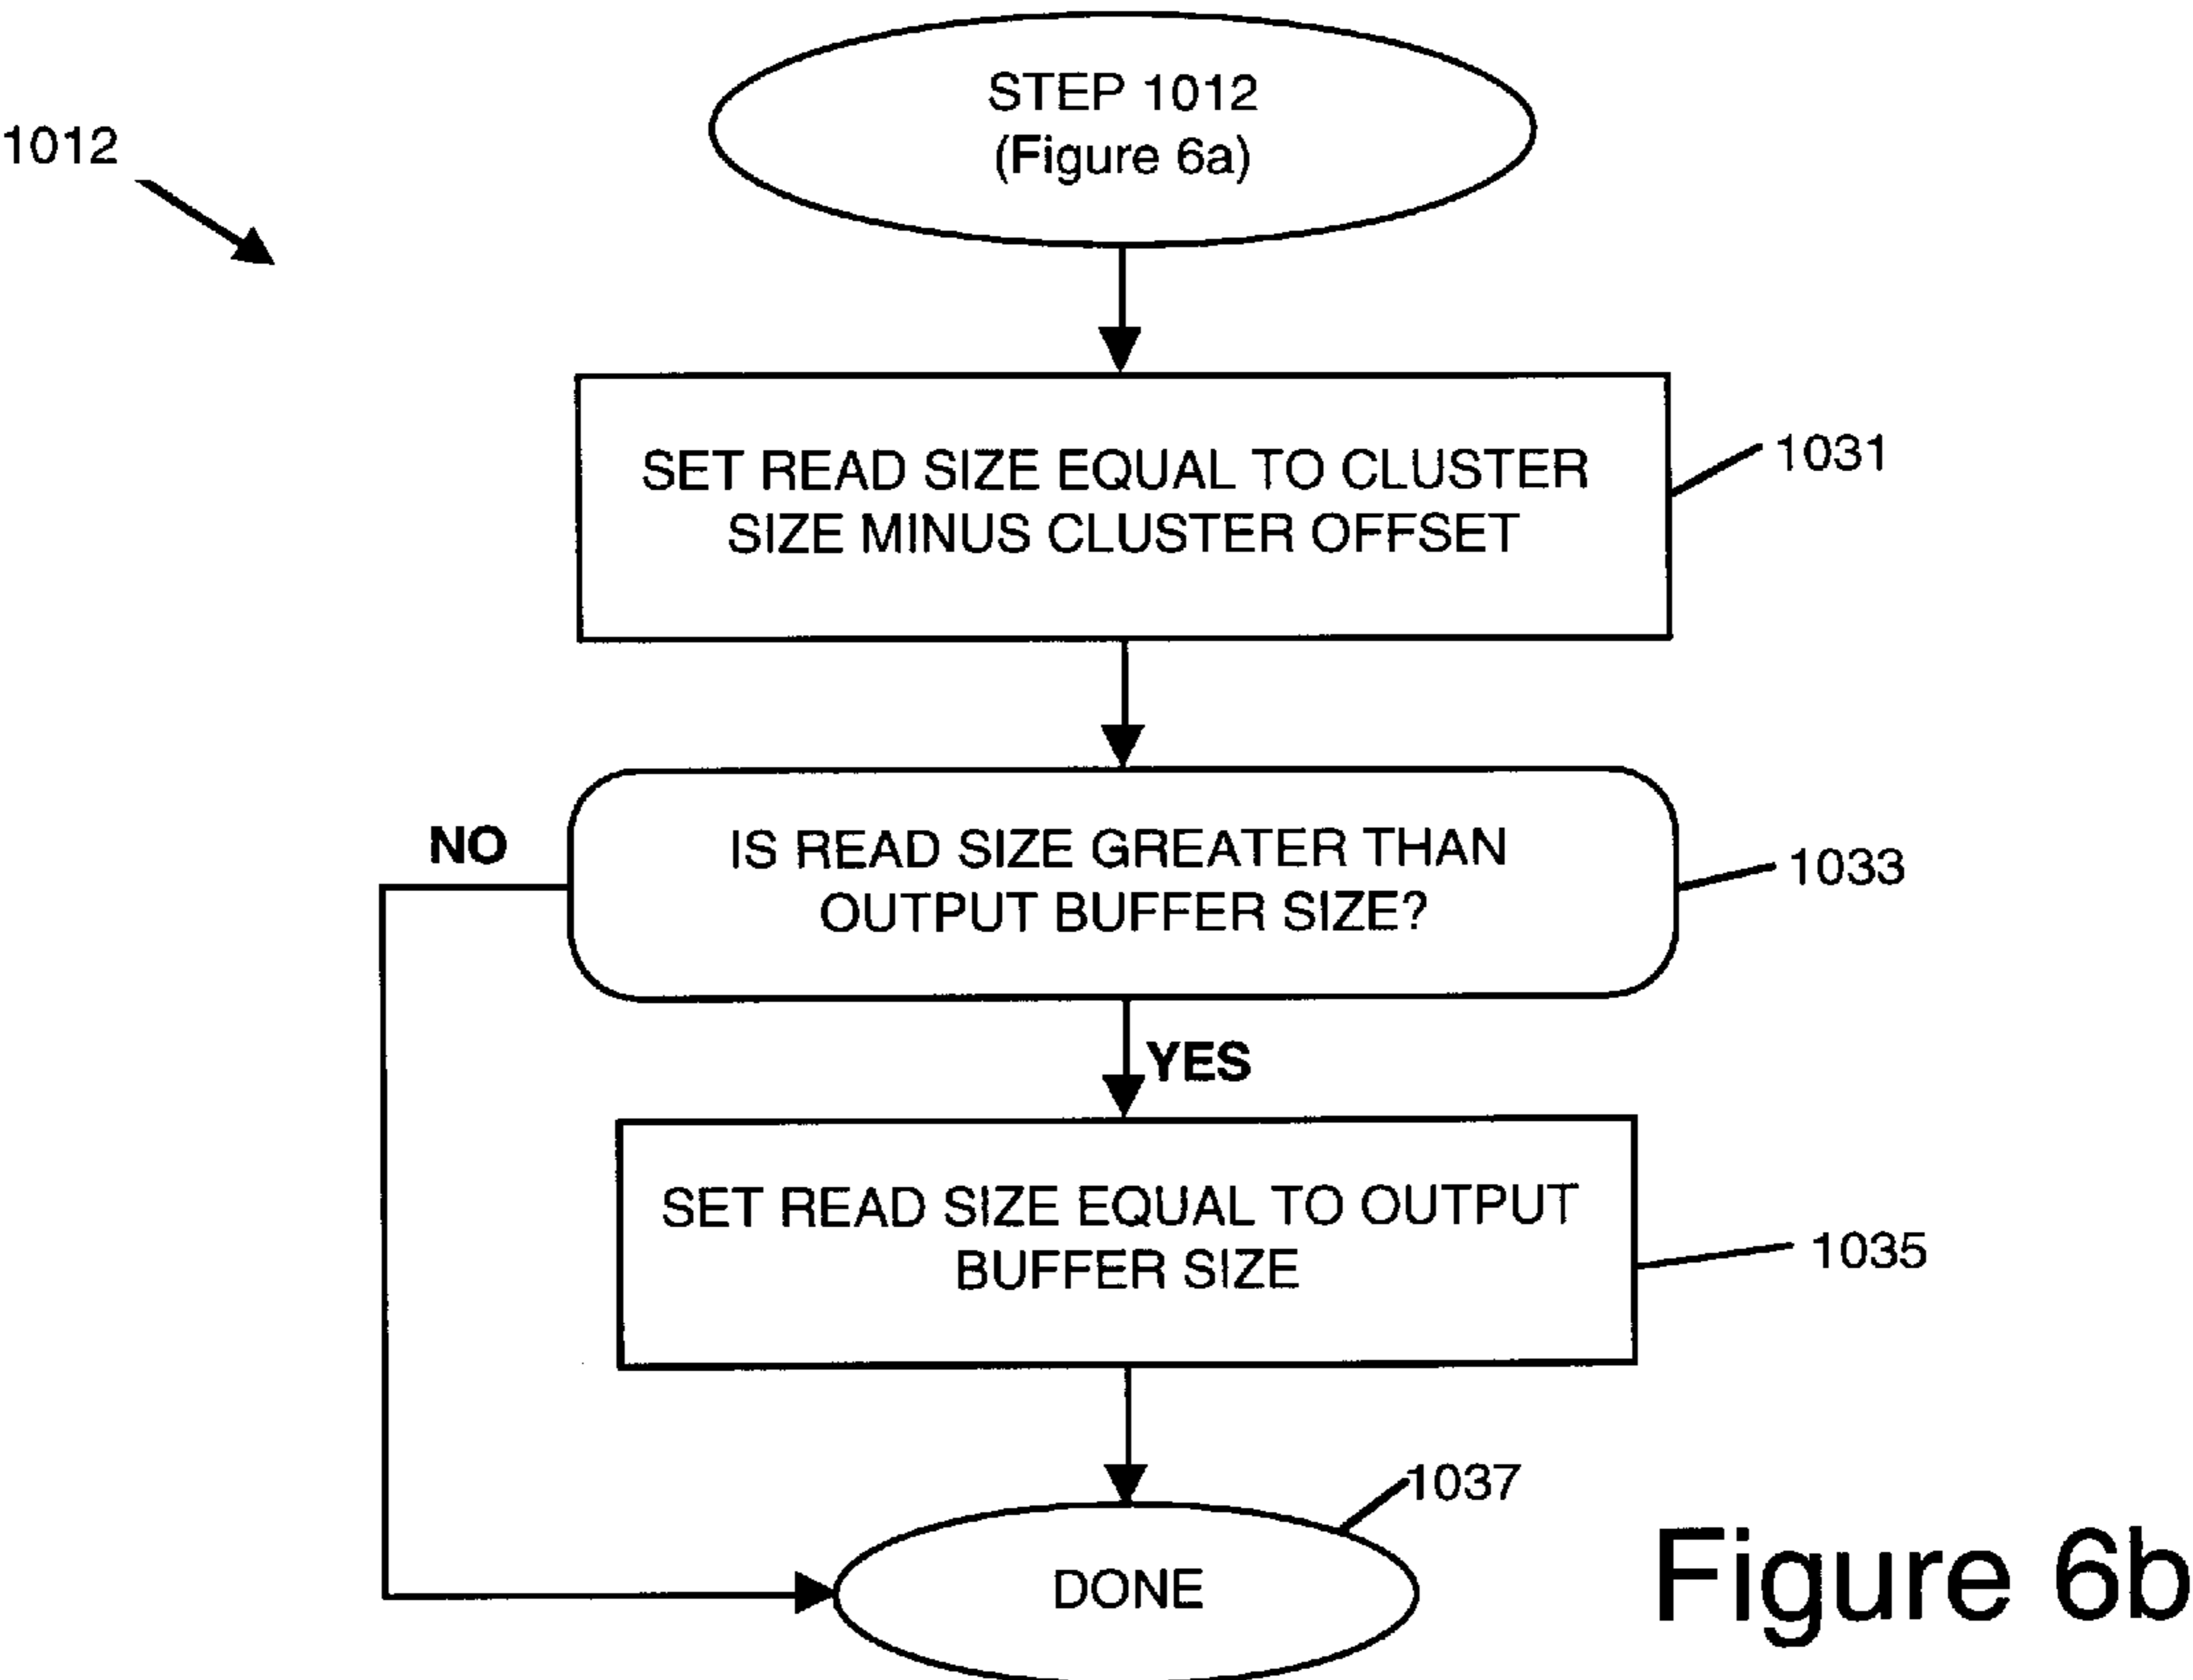 STEP 1012
(Figure 6a)
1012
SET READ SIZE EQUAL TO CLUSTER
SIZE MINUS CLUSTER OFFSET
1031
NO
IS READ SIZE GREATER THAN
OUTPUT BUFFER SIZE?
1033
YES
SET READ SIZE EQUAL TO OUTPUT
BUFFER SIZE
1035
1037
DONE
Figure 6b